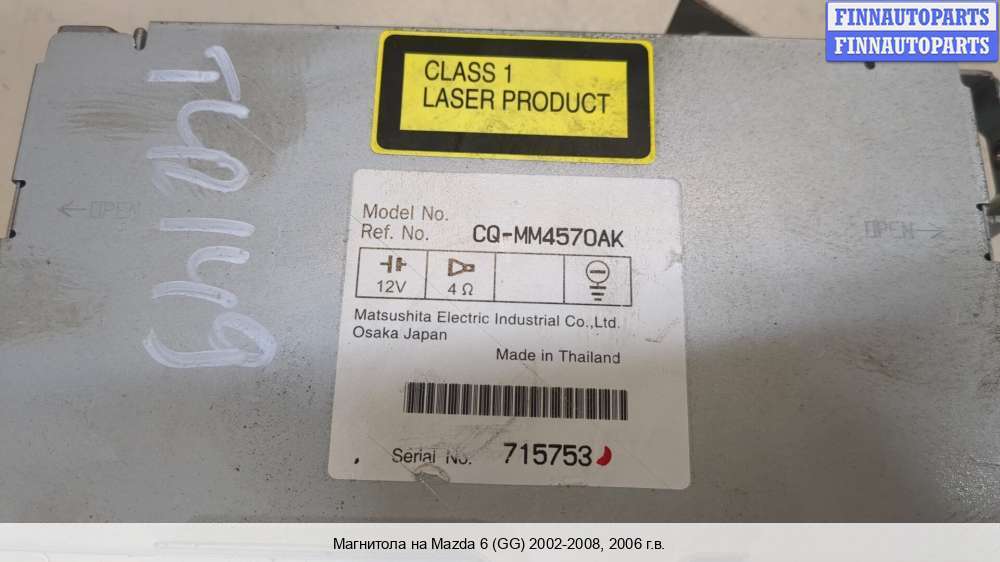 FINNAUTOPARTS
FINNAUTOPARTS
CLASS 1
LASER PRODUCT
Model No.
Ref. No. CQ-MM4570AK
12V 4 Ω
Matsushita Electric Industrial Co.,Ltd.
Osaka Japan
Made in Thailand
Serial No. 715753
←OPEN
OPEN→
Магнитола на Mazda 6 (GG) 2002-2008, 2006 г.в.